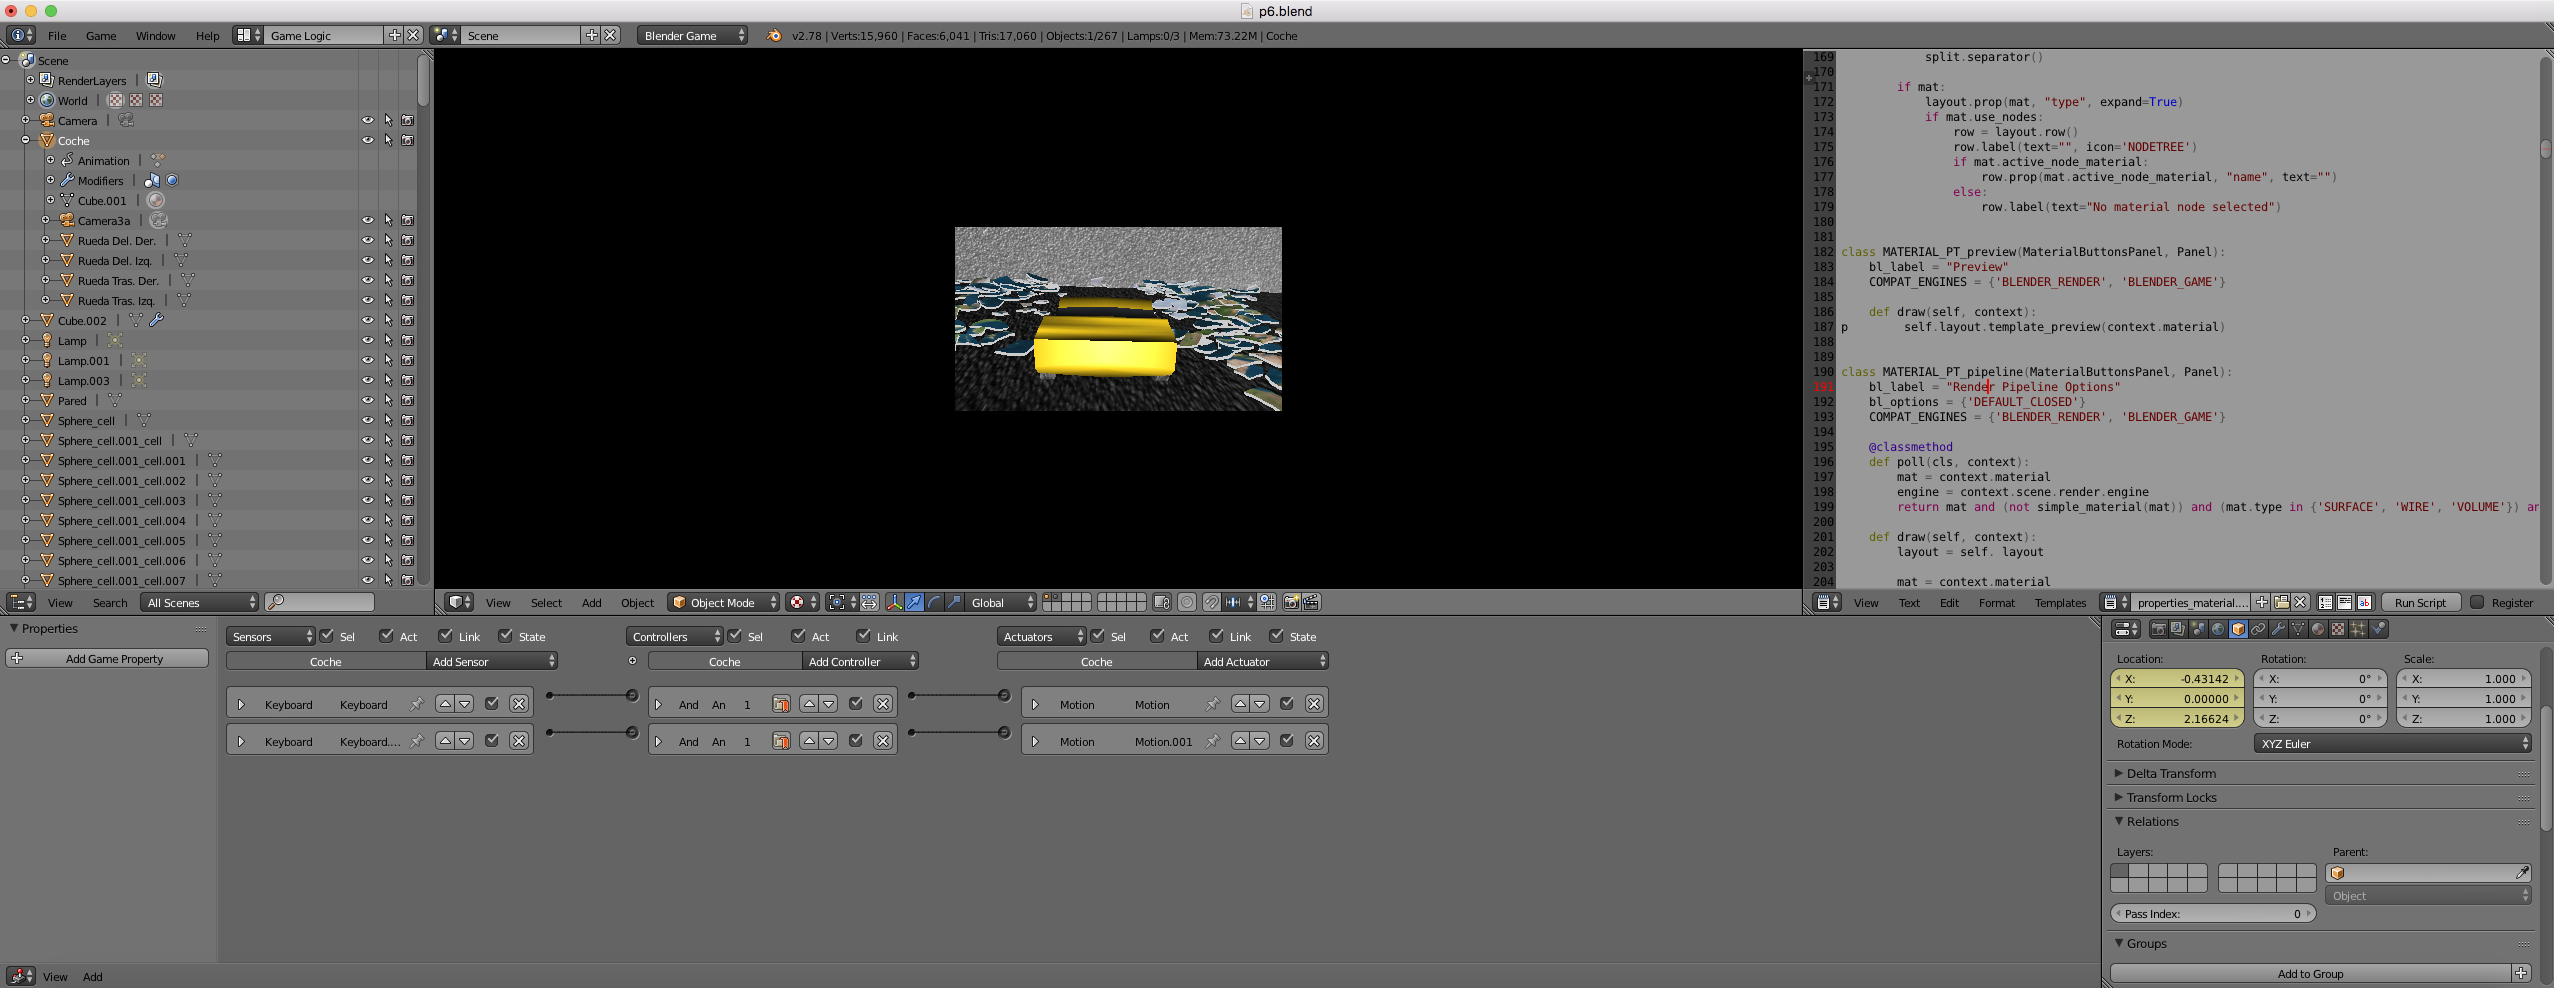 p6.blend
File Game Window Help Game Logic Scene Blender Game v2.78 | Verts:15,960 | Faces:6,041 | Tris:17,060 | Objects:1/267 | Lamps:0/3 | Mem:73.22M | Coche
Scene
RenderLayers
World
Camera
Coche
Animation
Modifiers
Cube.001
Camera3a
Rueda Del. Der.
Rueda Del. Izq.
Rueda Tras. Der.
Rueda Tras. Izq.
Cube.002
Lamp
Lamp.001
Lamp.003
Pared
Sphere_cell
Sphere_cell.001_cell
Sphere_cell.001_cell.001
Sphere_cell.001_cell.002
Sphere_cell.001_cell.003
Sphere_cell.001_cell.004
Sphere_cell.001_cell.005
Sphere_cell.001_cell.006
Sphere_cell.001_cell.007
View Search All Scenes
View Select Add Object Object Mode Global
169 split.separator()
170
171 if mat:
172 layout.prop(mat, "type", expand=True)
173 if mat.use_nodes:
174 row = layout.row()
175 row.label(text="", icon='NODETREE')
176 if mat.active_node_material:
177 row.prop(mat.active_node_material, "name", text="")
178 else:
179 row.label(text="No material node selected")
180
181
182 class MATERIAL_PT_preview(MaterialButtonsPanel, Panel):
183 bl_label = "Preview"
184 COMPAT_ENGINES = {'BLENDER_RENDER', 'BLENDER_GAME'}
185
186 def draw(self, context):
187 p self.layout.template_preview(context.material)
188
189
190 class MATERIAL_PT_pipeline(MaterialButtonsPanel, Panel):
191 bl_label = "Render Pipeline Options"
192 bl_options = {'DEFAULT_CLOSED'}
193 COMPAT_ENGINES = {'BLENDER_RENDER', 'BLENDER_GAME'}
194
195 @classmethod
196 def poll(cls, context):
197 mat = context.material
198 engine = context.scene.render.engine
199 return mat and (not simple_material(mat)) and (mat.type in {'SURFACE', 'WIRE', 'VOLUME'}) ar
200
201 def draw(self, context):
202 layout = self. layout
203
204 mat = context.material
View Text Edit Format Templates properties_material.... Run Script Register
Properties
Add Game Property
Sensors Sel Act Link State Controllers Sel Act Link Actuators Sel Act Link State
Coche Add Sensor Coche Add Controller Coche Add Actuator
Keyboard Keyboard And An 1 Motion Motion
Keyboard Keyboard.... And An 1 Motion Motion.001
View Add
Location: Rotation: Scale:
X: -0.43142 X: 0° X: 1.000
Y: 0.00000 Y: 0° Y: 1.000
Z: 2.16624 Z: 0° Z: 1.000
Rotation Mode: XYZ Euler
Delta Transform
Transform Locks
Relations
Layers: Parent:
Object
Pass Index: 0
Groups
Add to Group